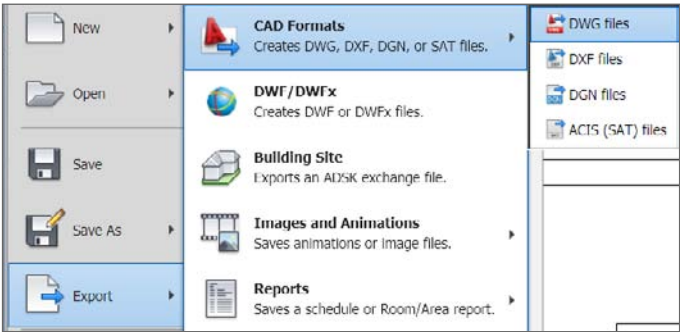 New
Open
Save
Save As
Export
CAD Formats
Creates DWG, DXF, DGN, or SAT files.
DWF/DWFx
Creates DWF or DWFx files.
Building Site
Exports an ADSK exchange file.
Images and Animations
Saves animations or image files.
Reports
Saves a schedule or Room/Area report.
DWG files
DXF files
DGN files
ACIS (SAT) files